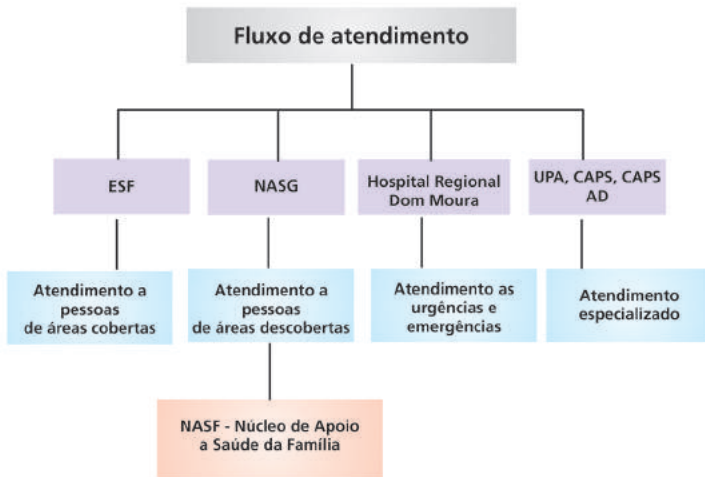 Fluxo de atendimento
ESF
NASG
Hospital Regional
Dom Moura
UPA, CAPS, CAPS
AD
Atendimento a
pessoas
de áreas cobertas
Atendimento a
pessoas
de áreas descobertas
Atendimento as
urgências e
emergências
Atendimento
especializado
NASF - Núcleo de Apoio
a Saúde da Família